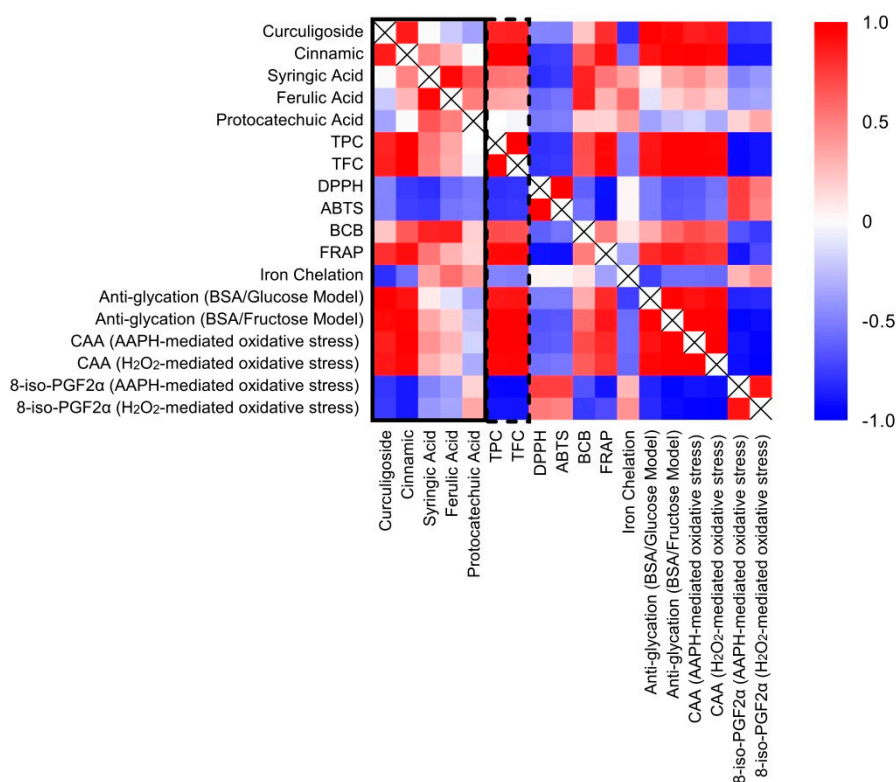 Curculigoside
Cinnamic
Syringic Acid
Ferulic Acid
Protocatechuic Acid
TPC
TFC
DPPH
ABTS
BCB
FRAP
Iron Chelation
Anti-glycation (BSA/Glucose Model)
Anti-glycation (BSA/Fructose Model)
CAA (AAPH-mediated oxidative stress)
CAA (H2O2-mediated oxidative stress)
8-iso-PGF2α (AAPH-mediated oxidative stress)
8-iso-PGF2α (H2O2-mediated oxidative stress)
Curculigoside
Cinnamic
Syringic Acid
Ferulic Acid
Protocatechuic Acid
TPC
TFC
DPPH
ABTS
BCB
FRAP
Iron Chelation
Anti-glycation (BSA/Glucose Model)
Anti-glycation (BSA/Fructose Model)
CAA (AAPH-mediated oxidative stress)
CAA (H2O2-mediated oxidative stress)
8-iso-PGF2α (AAPH-mediated oxidative stress)
8-iso-PGF2α (H2O2-mediated oxidative stress)
1.0
0.5
0
-0.5
-1.0